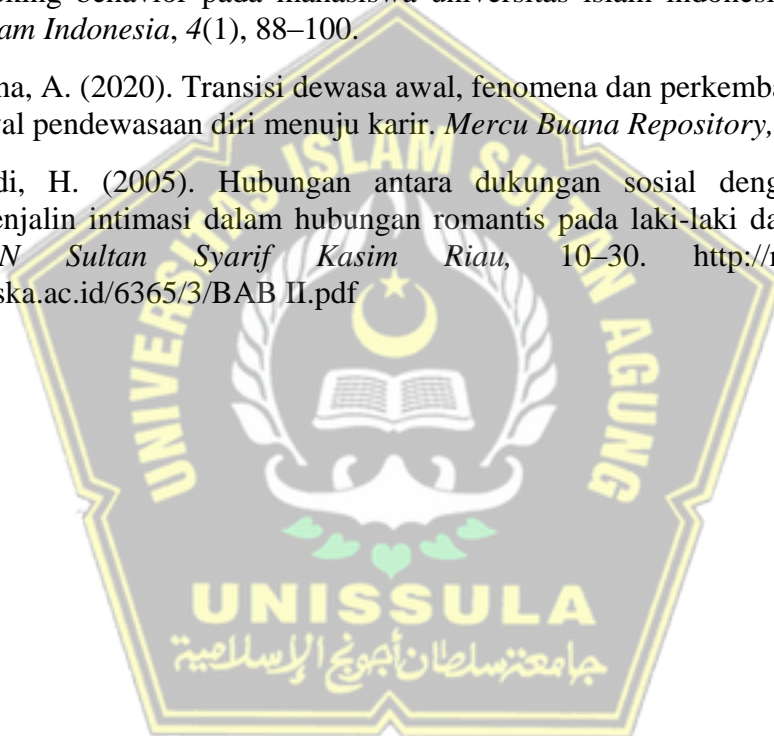 king behavior pada mahasiswa universitas islam indonesi
am Indonesia, 4(1), 88–100.
na, A. (2020). Transisi dewasa awal, fenomena dan perkemba
al pendewasaan diri menuju karir. Mercu Buana Repository,
di, H. (2005). Hubungan antara dukungan sosial deng
enjalin intimasi dalam hubungan romantis pada laki-laki da
N Sultan Syarif Kasim Riau, 10–30. http://r
ska.ac.id/6365/3/BAB II.pdf
UNIVERSITAS ISLAM SULTAN AGUNG
UNISSULA
جامعة سلطان أجونج الإسلامية